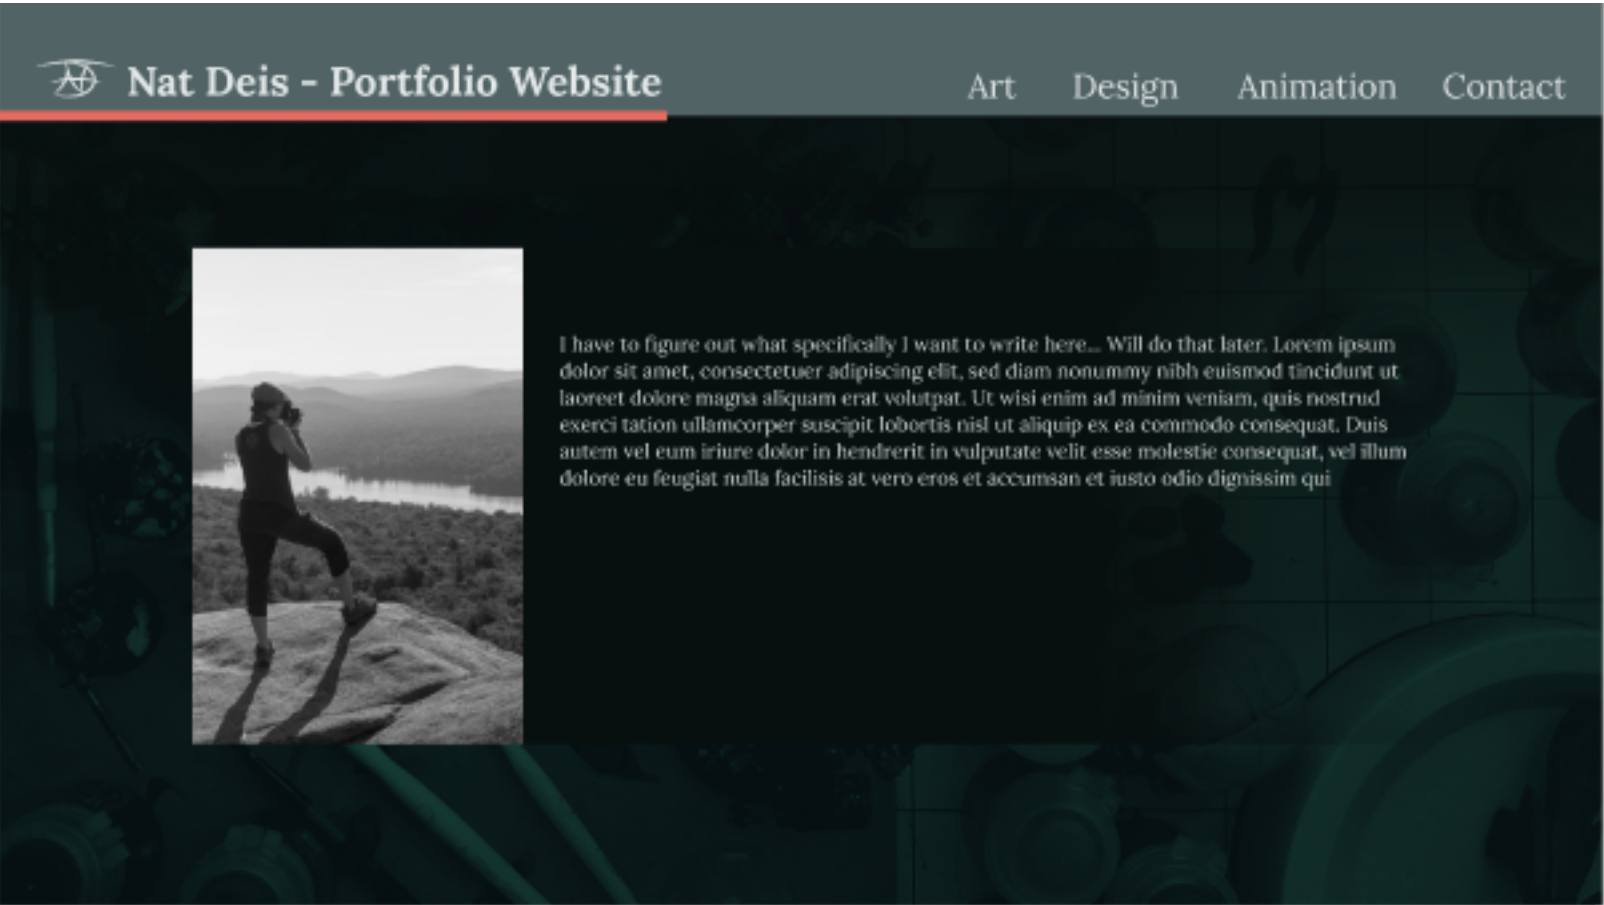 Nat Deis - Portfolio Website
Art Design Animation Contact
I have to figure out what specifically I want to write here... Will do that later. Lorem ipsum
dolor sit amet, consectetuer adipiscing elit, sed diam nonummy nibh euismod tincidunt ut
laoreet dolore magna aliquam erat volutpat. Ut wisi enim ad minim veniam, quis nostrud
exerci tation ullamcorper suscipit lobortis nisl ut aliquip ex ea commodo consequat. Duis
autem vel eum iriure dolor in hendrerit in vulputate velit esse molestie consequat, vel illum
dolore eu feugiat nulla facilisis at vero eros et accumsan et iusto odio dignissim qui